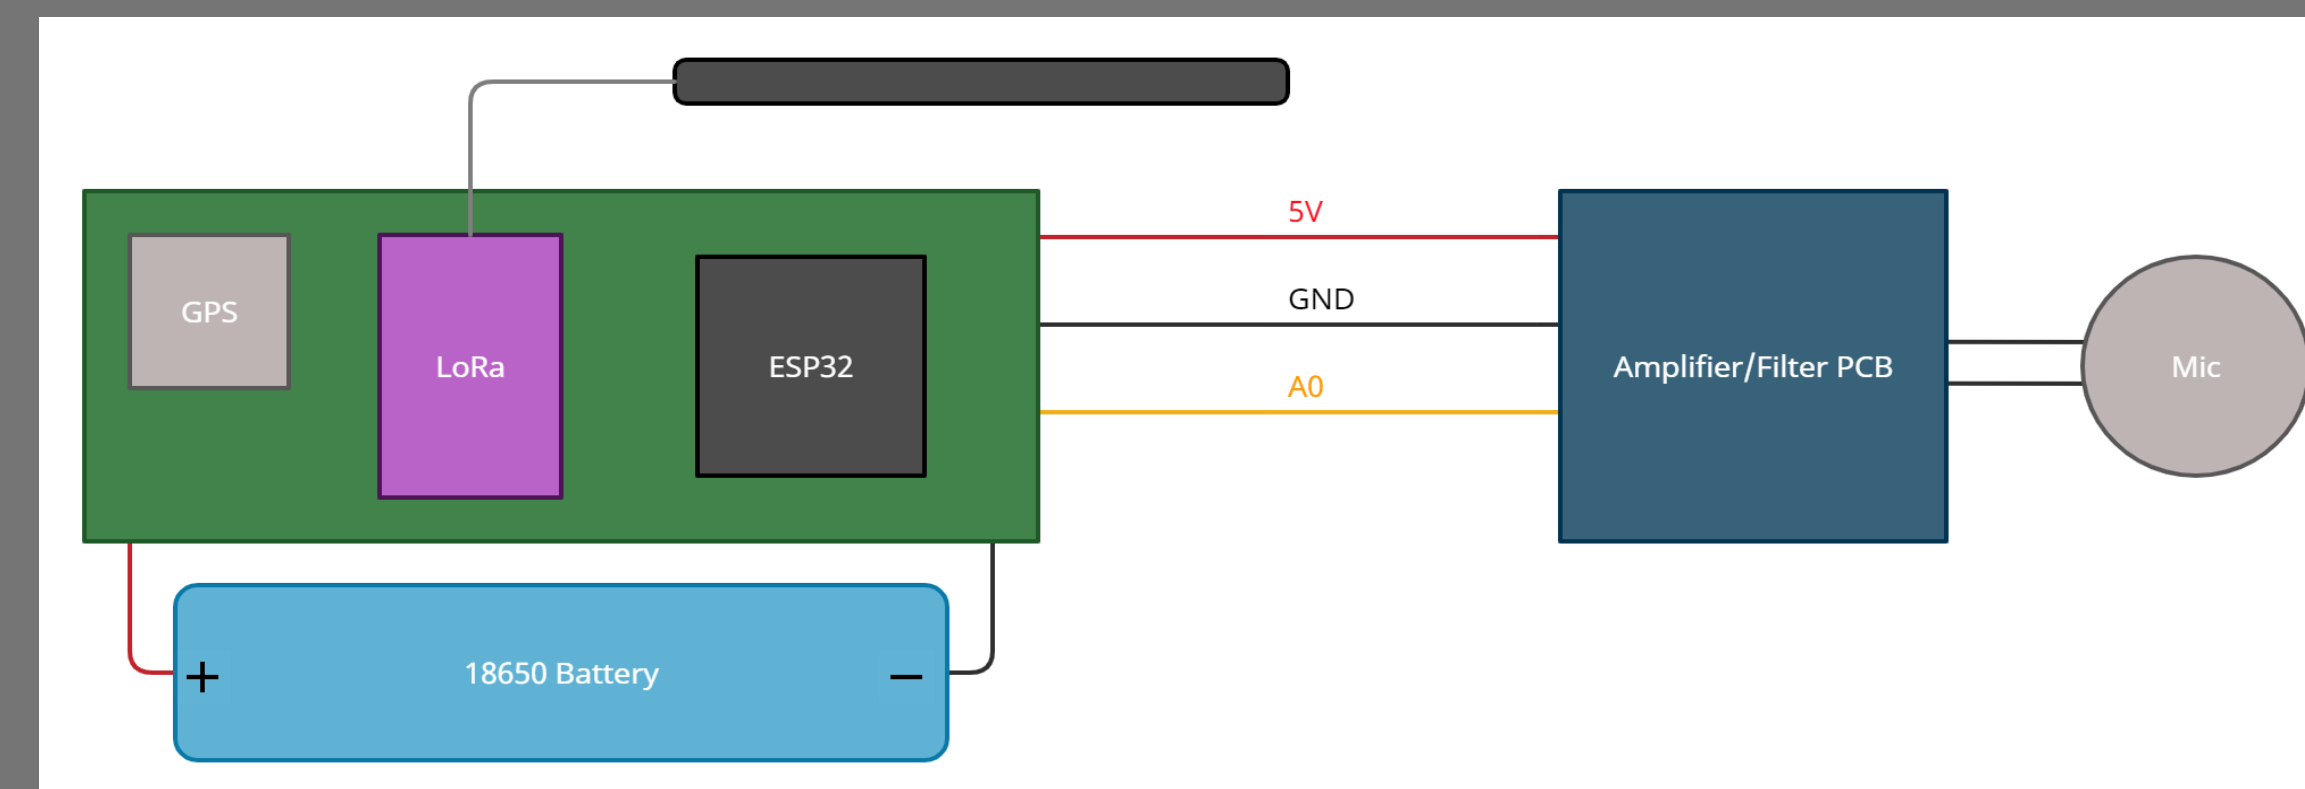 5V
GPS
LoRa
ESP32
GND
A0
Amplifier/Filter PCB
Mic
+
18650 Battery
−